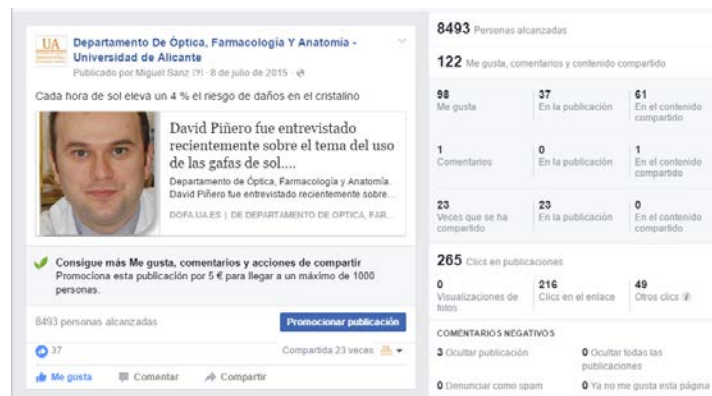 UA
Departamento De Óptica, Farmacología Y Anatomía -
Universidad de Alicante
Publicado por Miguel Sanz [?] · 8 de julio de 2015 ·
Cada hora de sol eleva un 4 % el riesgo de daños en el cristalino
David Piñero fue entrevistado
recientemente sobre el tema del uso
de las gafas de sol....
Departamento de Óptica, Farmacología y Anatomía.
David Piñero fue entrevistado recientemente sobre...
DOFA.UA.ES | DE DEPARTAMENTO DE OPTICA, FAR...
Consigue más Me gusta, comentarios y acciones de compartir
Promociona esta publicación por 5 € para llegar a un máximo de 1000
personas.
8493 personas alcanzadas
Promocionar publicación
37
Compartida 23 veces
Me gusta
Comentar
Compartir
8493 Personas alcanzadas
122 Me gusta, comentarios y contenido compartido
98
Me gusta
37
En la publicación
61
En el contenido
compartido
1
Comentarios
0
En la publicación
1
En el contenido
compartido
23
Veces que se ha
compartido
23
En la publicación
0
En el contenido
compartido
265 Clics en publicaciones
0
Visualizaciones de
fotos
216
Clics en el enlace
49
Otros clics
COMENTARIOS NEGATIVOS
3 Ocultar publicación
0 Ocultar todas las
publicaciones
0 Denunciar como spam
0 Ya no me gusta esta página